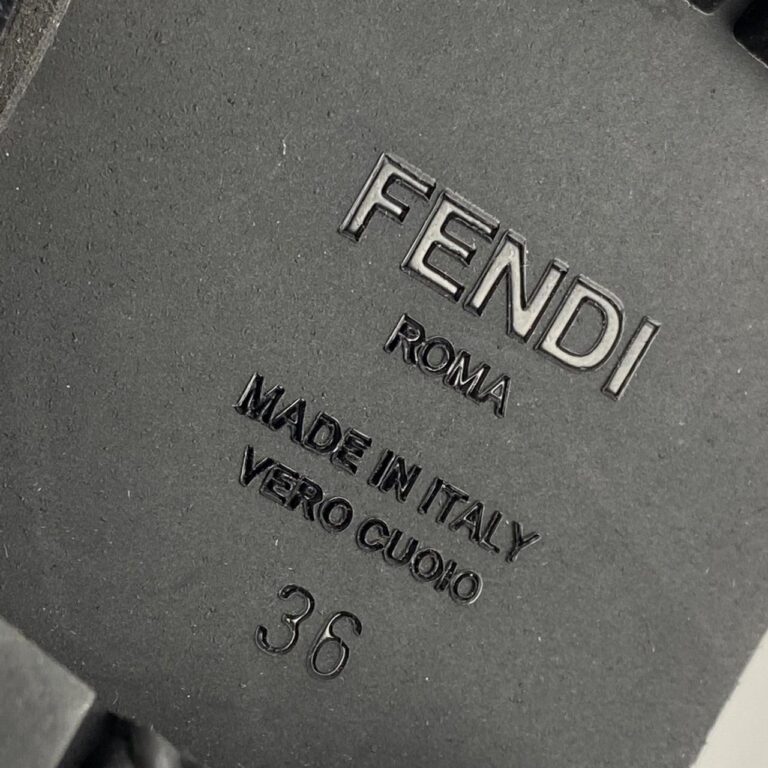 FENDI
ROMA
MADE IN ITALY
VERO CUOIO
36